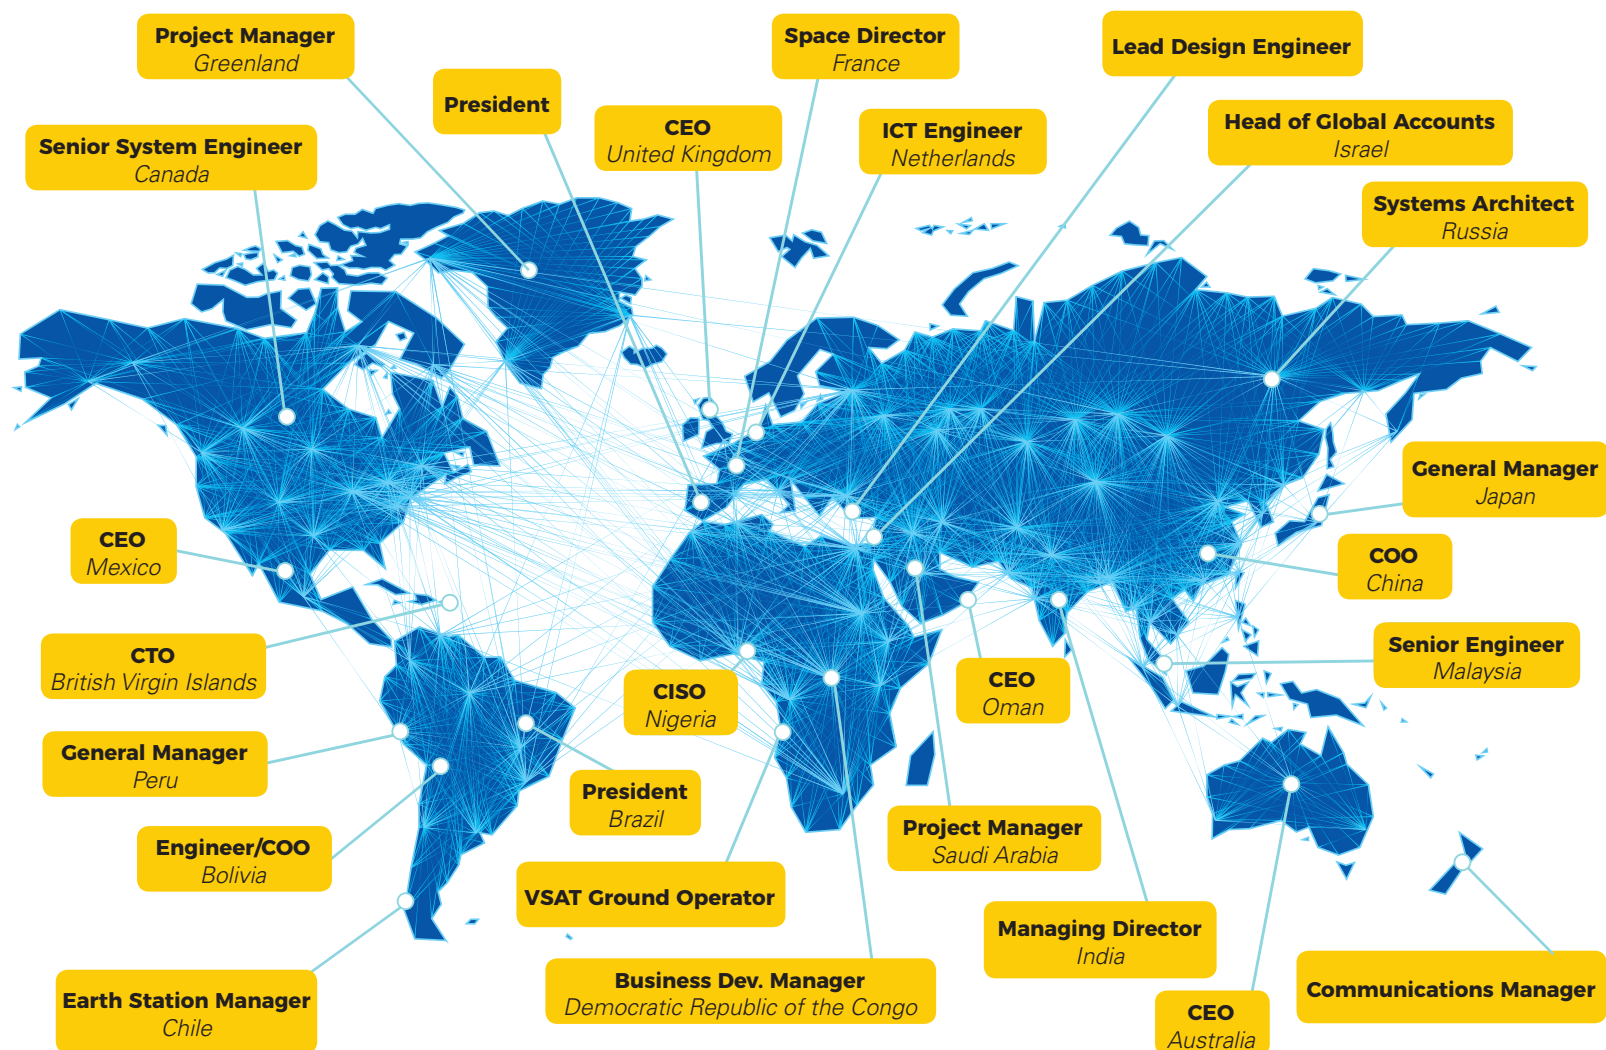 Project Manager
Greenland
Space Director
France
Lead Design Engineer
President
CEO
United Kingdom
ICT Engineer
Netherlands
Head of Global Accounts
Israel
Senior System Engineer
Canada
Systems Architect
Russia
General Manager
Japan
CEO
Mexico
COO
China
CTO
British Virgin Islands
Senior Engineer
Malaysia
CISO
Nigeria
CEO
Oman
General Manager
Peru
President
Brazil
Project Manager
Saudi Arabia
Engineer/COO
Bolivia
VSAT Ground Operator
Managing Director
India
Business Dev. Manager
Democratic Republic of the Congo
Communications Manager
Earth Station Manager
Chile
CEO
Australia